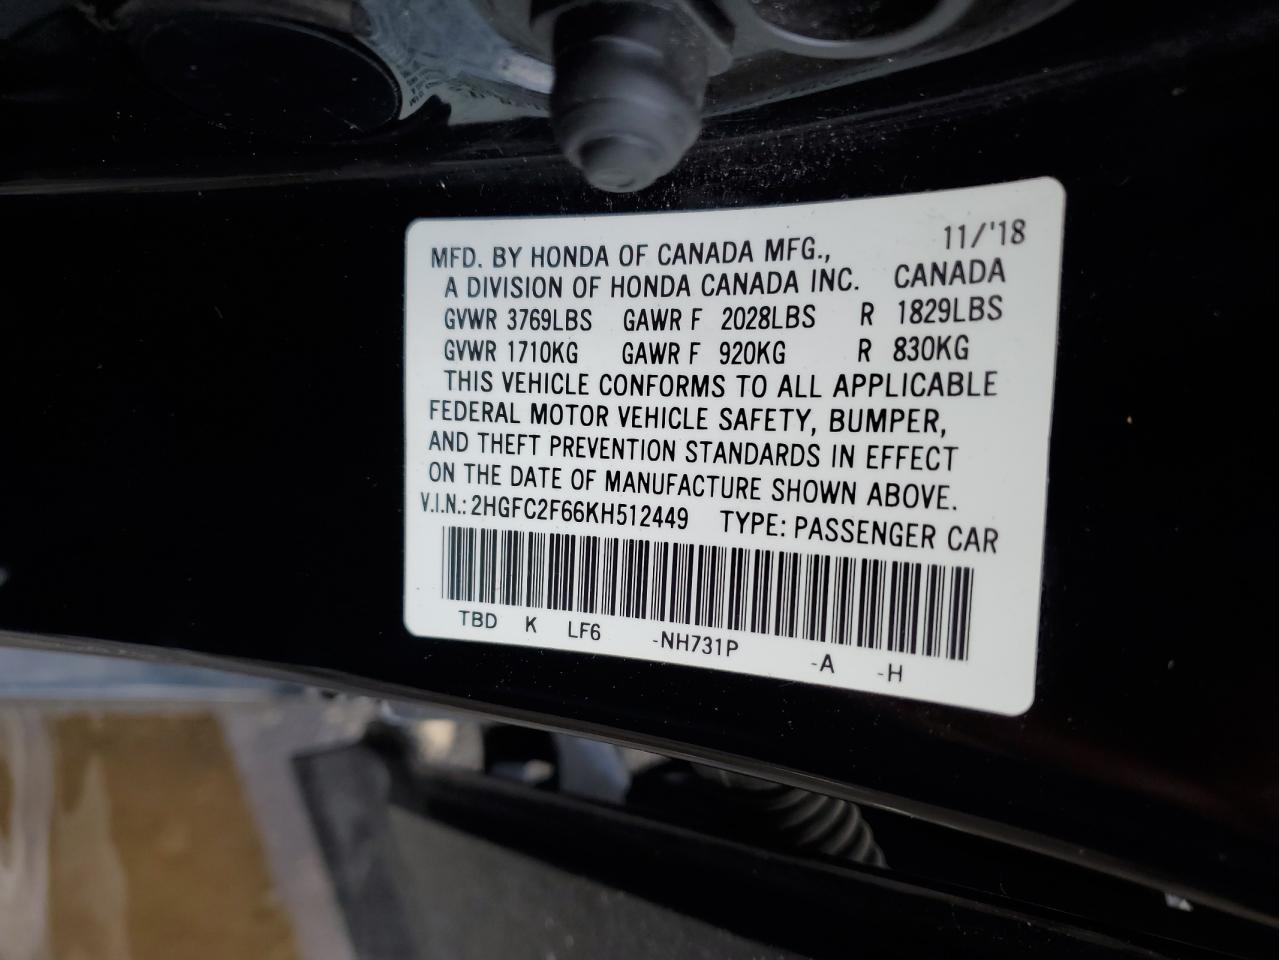 11/'18
MFD. BY HONDA OF CANADA MFG.,
A DIVISION OF HONDA CANADA INC. CANADA
GVWR 3769LBS GAWR F 2028LBS R 1829LBS
GVWR 1710KG GAWR F 920KG R 830KG
THIS VEHICLE CONFORMS TO ALL APPLICABLE
FEDERAL MOTOR VEHICLE SAFETY, BUMPER,
AND THEFT PREVENTION STANDARDS IN EFFECT
ON THE DATE OF MANUFACTURE SHOWN ABOVE.
V.I.N.: 2HGFC2F66KH512449 TYPE: PASSENGER CAR
TBD K LF6 -NH731P -A -H